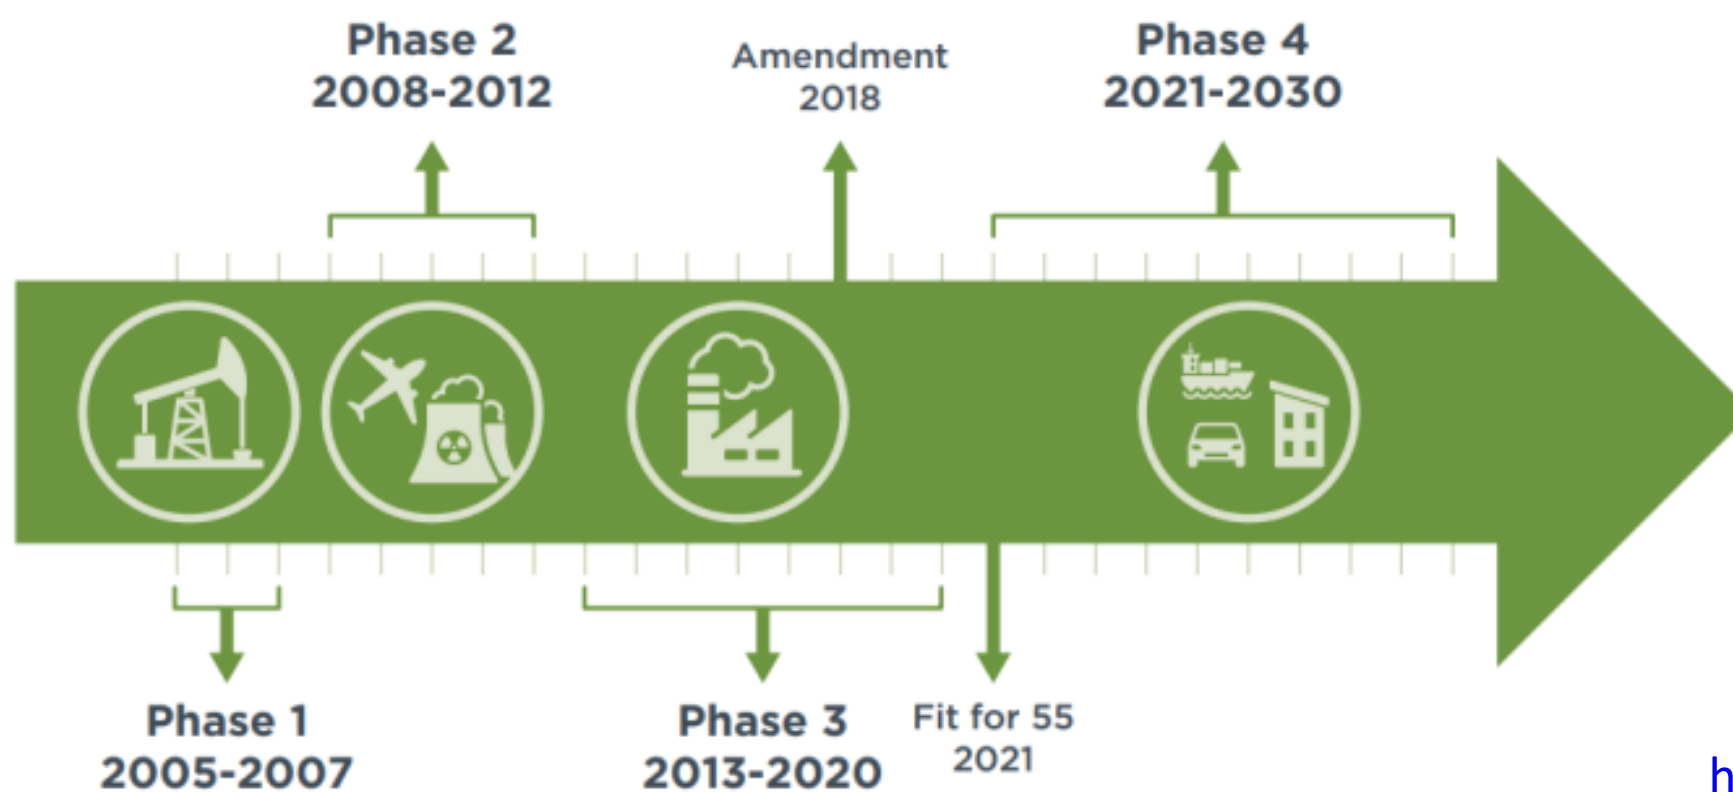 Phase 2
2008-2012
Amendment
2018
Phase 4
2021-2030
Phase 1
2005-2007
Phase 3
2013-2020
Fit for 55
2021
h